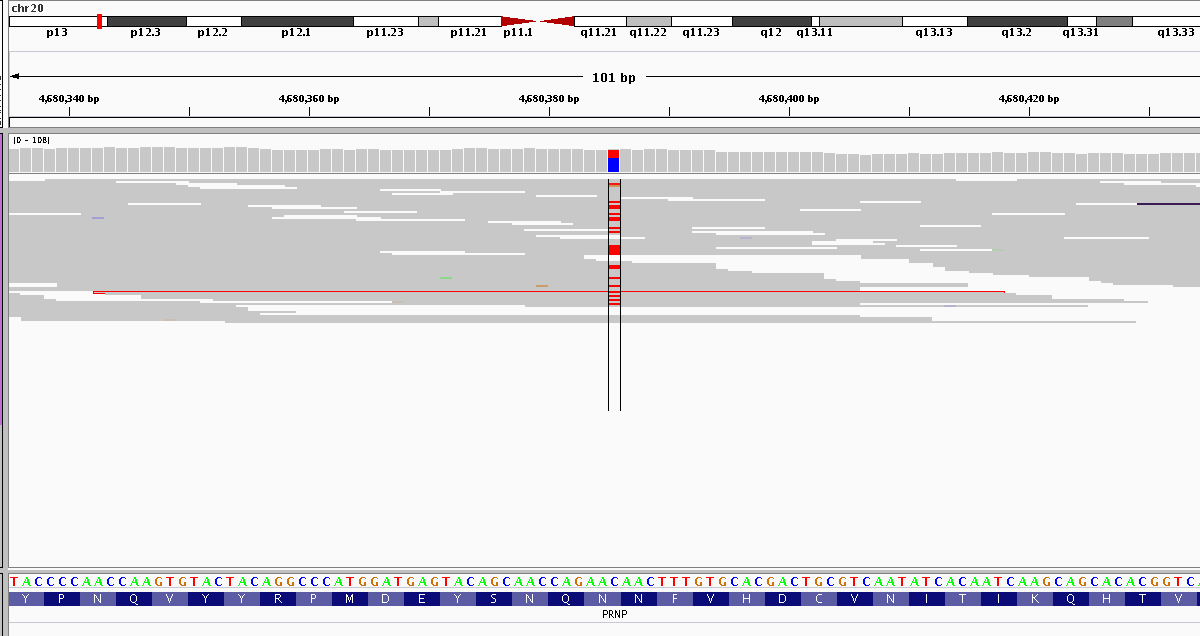 chr20
p13 p12.3 p12.2 p12.1 p11.23 p11.21 p11.1 q11.21 q11.22 q11.23 q12 q13.11 q13.13 q13.2 q13.31 q13.33
101 bp
4,680,340 bp 4,680,360 bp 4,680,380 bp 4,680,400 bp 4,680,420 bp
[0 - 108]
TACCCCAACCAAGTGTACTACAGGCCCATGGATGAGTACAGCAACCAGAACAACTTTGTGCACGACTGCGTCAATATCACAATCAAGCAGCACACGGTC
Y P N Q V Y Y R P M D E Y S N Q N N F V H D C V N I T I K Q H T V
PRNP